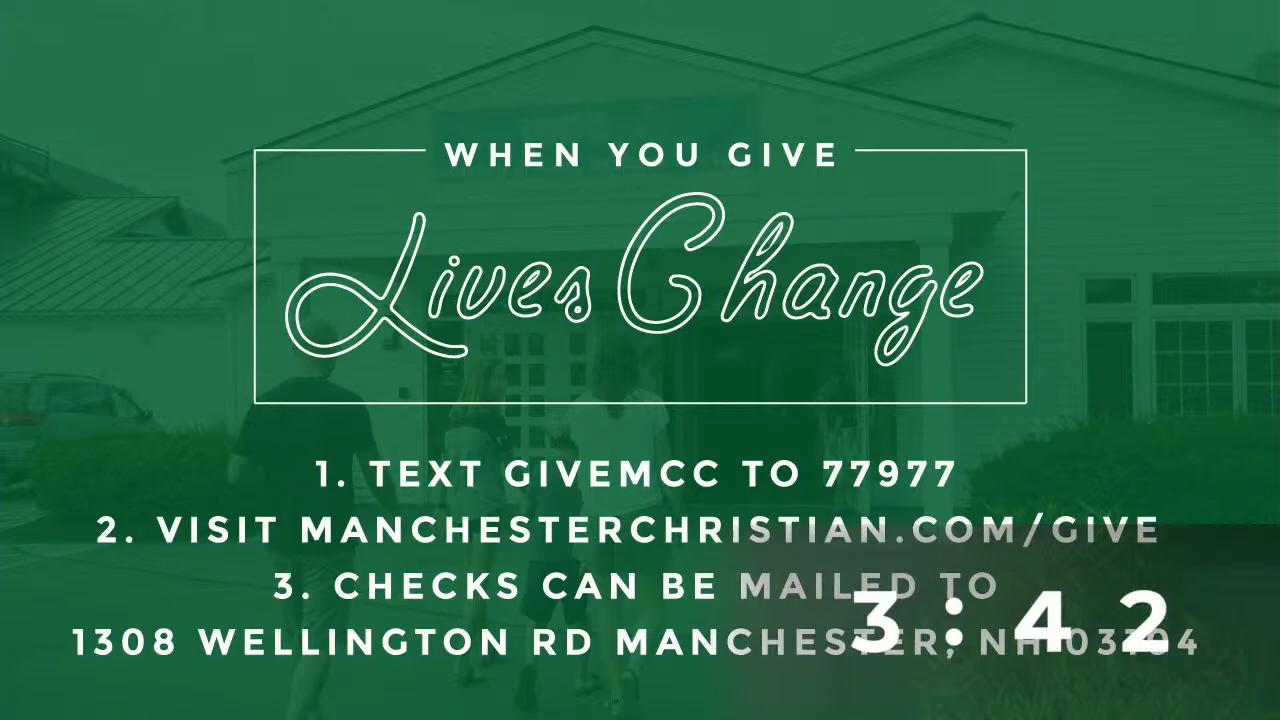 WHEN YOU GIVE
Lives Change
1. TEXT GIVEMCC TO 77977
2. VISIT MANCHESTERCHRISTIAN.COM/GIVE
3. CHECKS CAN BE MAILED TO
1308 WELLINGTON RD MANCHESTER, NH 03104
3:42